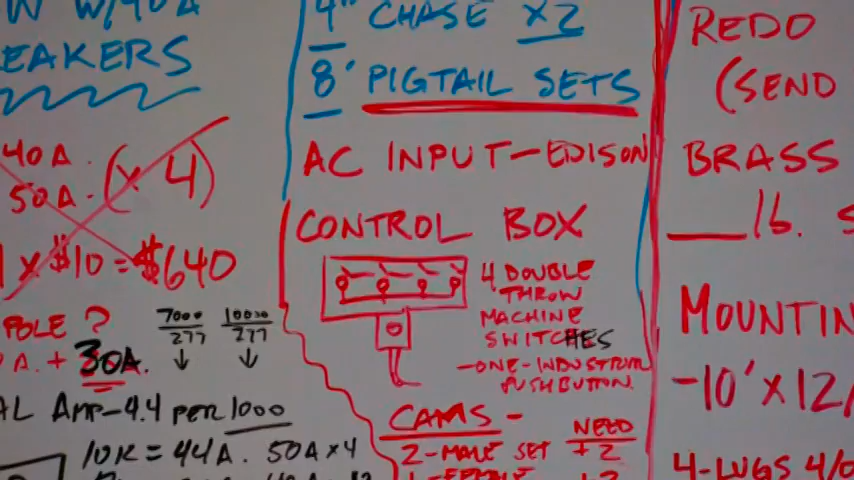 W/40A
EAKERS
40A.
50A. (x 4)
x $10 = $640
POLE ?
7000/277 10000/277
A. + 30A.
AL AMP-4.4 PER 1000
10K = 44A. 50A x 4
4" CHASE x2
8' PIGTAIL SETS
AC INPUT-EDISON
CONTROL BOX
4 DOUBLE
THROW
MACHINE
SWITCHES
-ONE-INDUSTRIAL
PUSHBUTTON.
CAMS - NEED
2-MALE SET +2
REDO
(SEND
BRASS
___ lb.
MOUNTIN
-10' x 12
4-LUGS 4/0